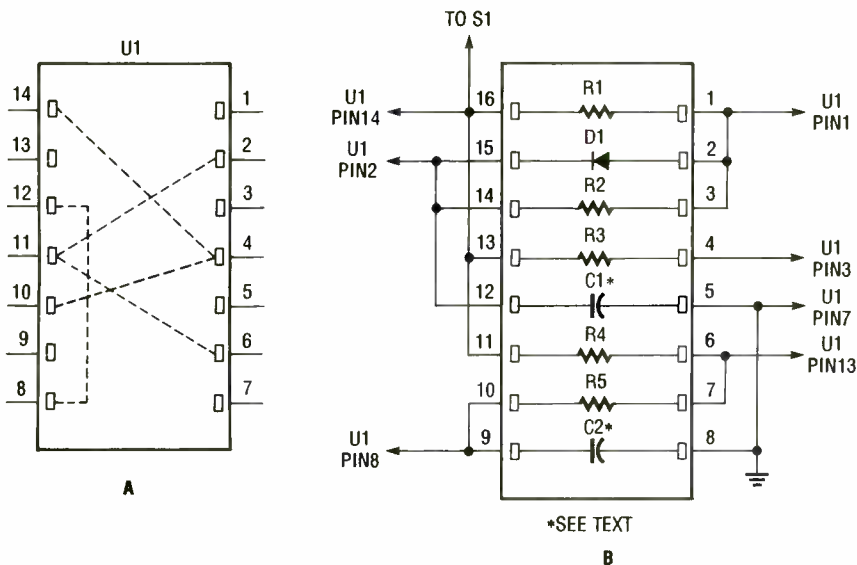 TO S1
U1
14
13
12
11
10
9
8
1
2
3
4
5
6
7
A
U1
PIN14
U1
PIN2
U1
PIN8
16
15
14
13
12
11
10
9
R1
D1
R2
R3
C1*
R4
R5
C2*
1
2
3
4
5
6
7
8
U1
PIN1
U1
PIN3
U1
PIN7
U1
PIN13
*SEE TEXT
B